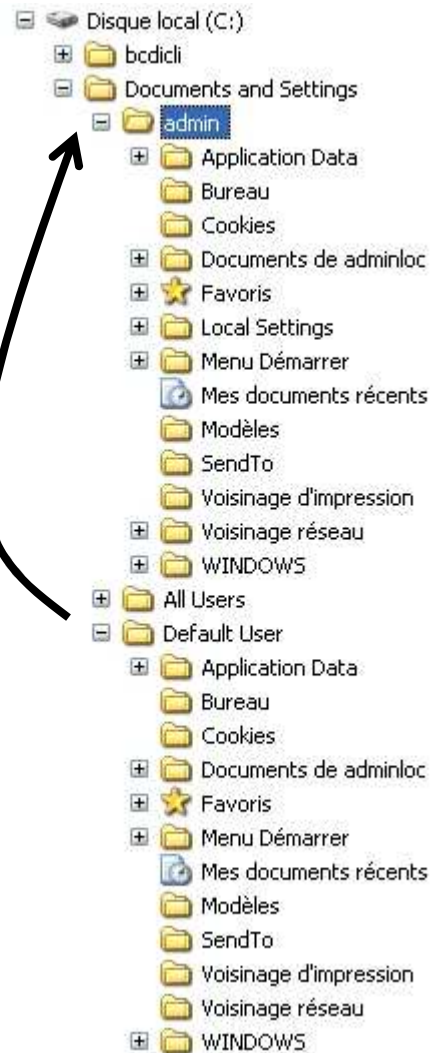 Disque local (C:)
bcdicli
Documents and Settings
admin
Application Data
Bureau
Cookies
Documents de adminloc
Favoris
Local Settings
Menu Démarrer
Mes documents récents
Modèles
SendTo
Voisinage d'impression
Voisinage réseau
WINDOWS
All Users
Default User
Application Data
Bureau
Cookies
Documents de adminloc
Favoris
Menu Démarrer
Mes documents récents
Modèles
SendTo
Voisinage d'impression
Voisinage réseau
WINDOWS